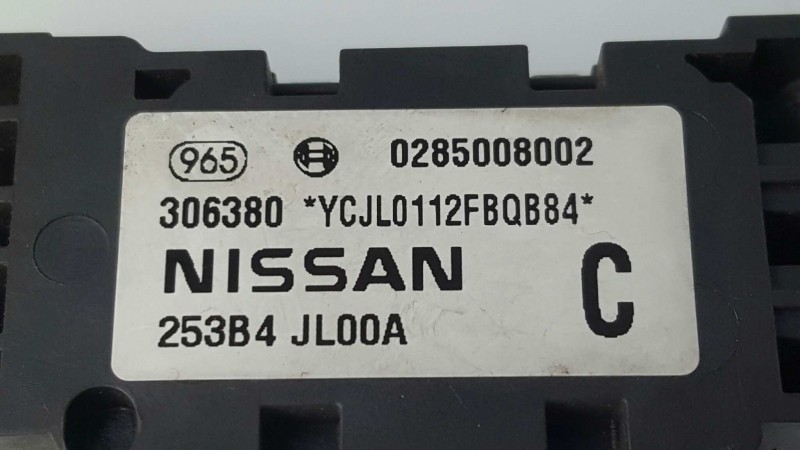 965 0285008002
306380 *YCJL0112FBQB84*
NISSAN C
253B4 JL00A